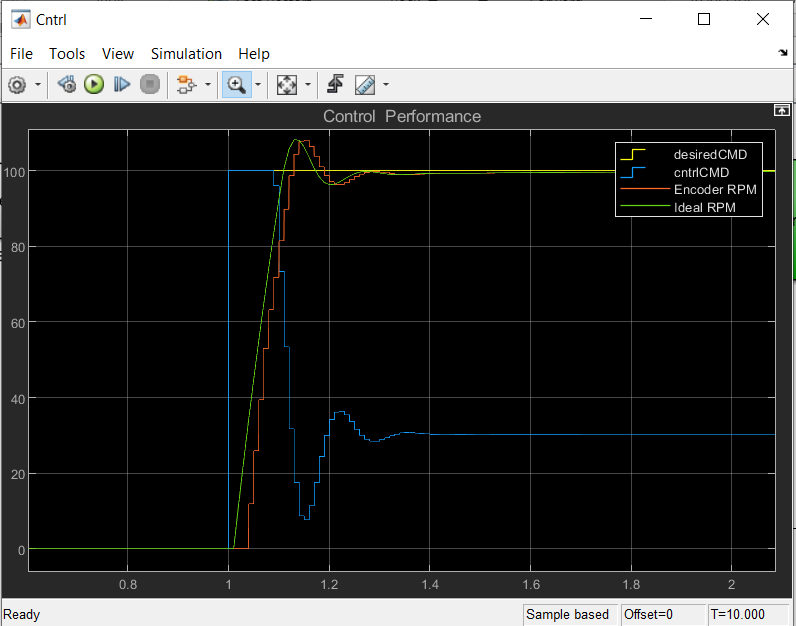 Cntrl
File Tools View Simulation Help
Control Performance
desiredCMD
cntrlCMD
Encoder RPM
Ideal RPM
100
80
60
40
20
0
0.8 1 1.2 1.4 1.6 1.8 2
Ready Sample based Offset=0 T=10.000